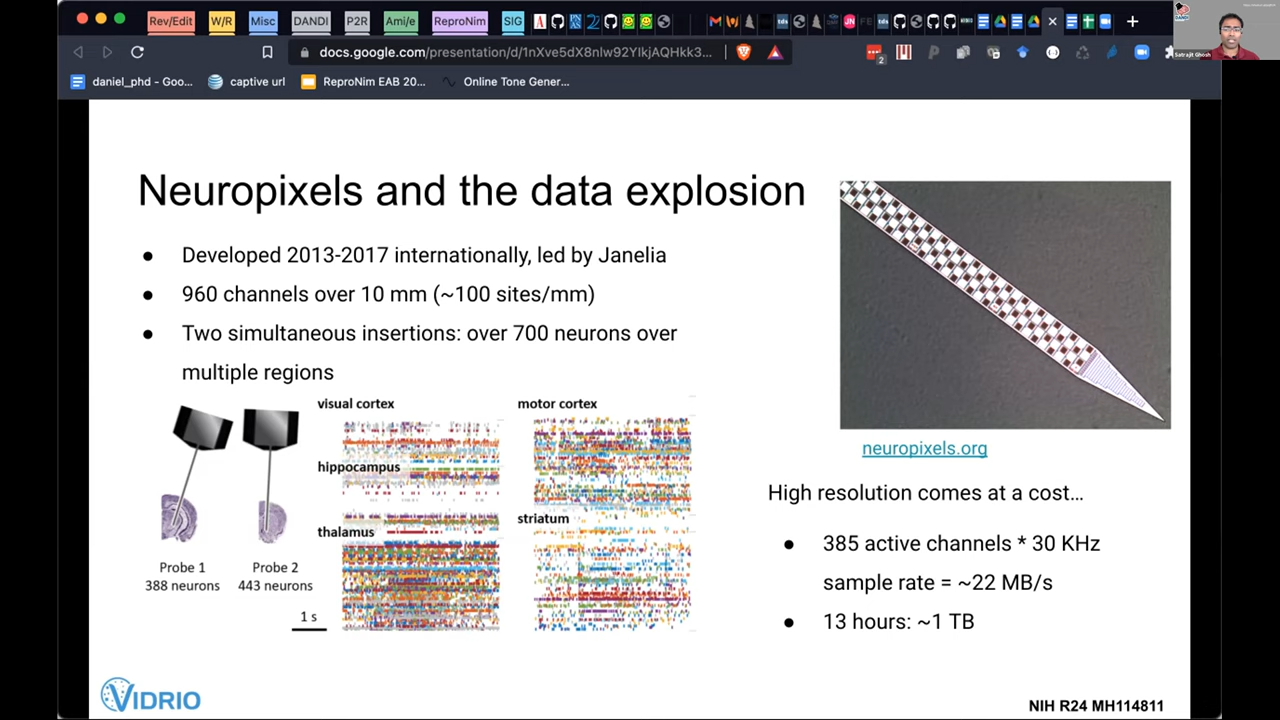 Rev/Edit W/R Misc DANDI P2R Ami/e ReproNim SIG
docs.google.com/presentation/d/1nXve5dX8nlw92YIkjAQHkk3...
2
daniel_phd - Goo... captive url ReproNim EAB 20... Online Tone Gener...
Satrajit Ghosh
Neuropixels and the data explosion
● Developed 2013-2017 internationally, led by Janelia
● 960 channels over 10 mm (~100 sites/mm)
● Two simultaneous insertions: over 700 neurons over
multiple regions
visual cortex
hippocampus
thalamus
motor cortex
striatum
Probe 1
388 neurons
Probe 2
443 neurons
1 s
neuropixels.org
High resolution comes at a cost…
● 385 active channels * 30 KHz
sample rate = ~22 MB/s
● 13 hours: ~1 TB
VIDRIO
NIH R24 MH114811